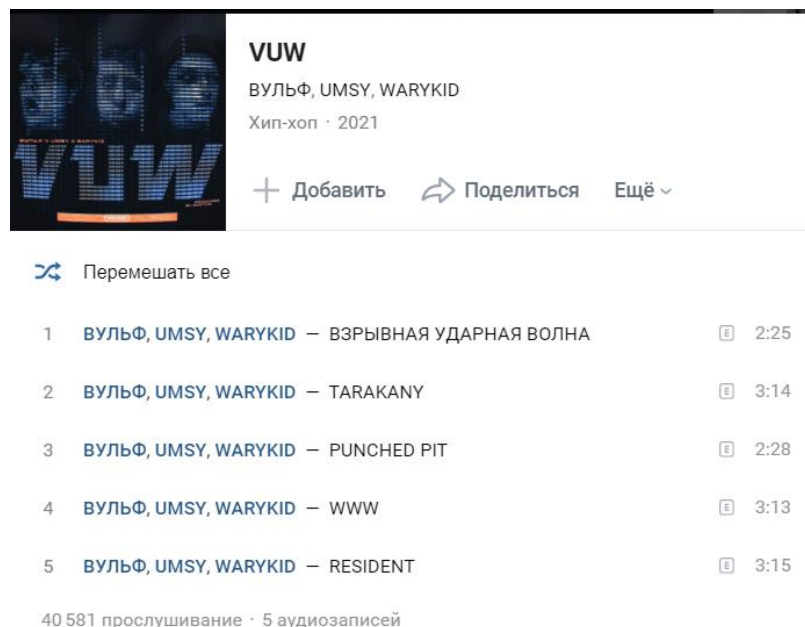 VUW
ВУЛЬФ, UMSY, WARYKID
Хип-хоп · 2021
Добавить Поделиться Ещё
VUW
Перемешать все
1 ВУЛЬФ, UMSY, WARYKID — ВЗРЫВНАЯ УДАРНАЯ ВОЛНА E 2:25
2 ВУЛЬФ, UMSY, WARYKID — TARAKANY E 3:14
3 ВУЛЬФ, UMSY, WARYKID — PUNCHED PIT E 2:28
4 ВУЛЬФ, UMSY, WARYKID — WWW E 3:13
5 ВУЛЬФ, UMSY, WARYKID — RESIDENT E 3:15
40 581 прослушивание · 5 аудиозаписей